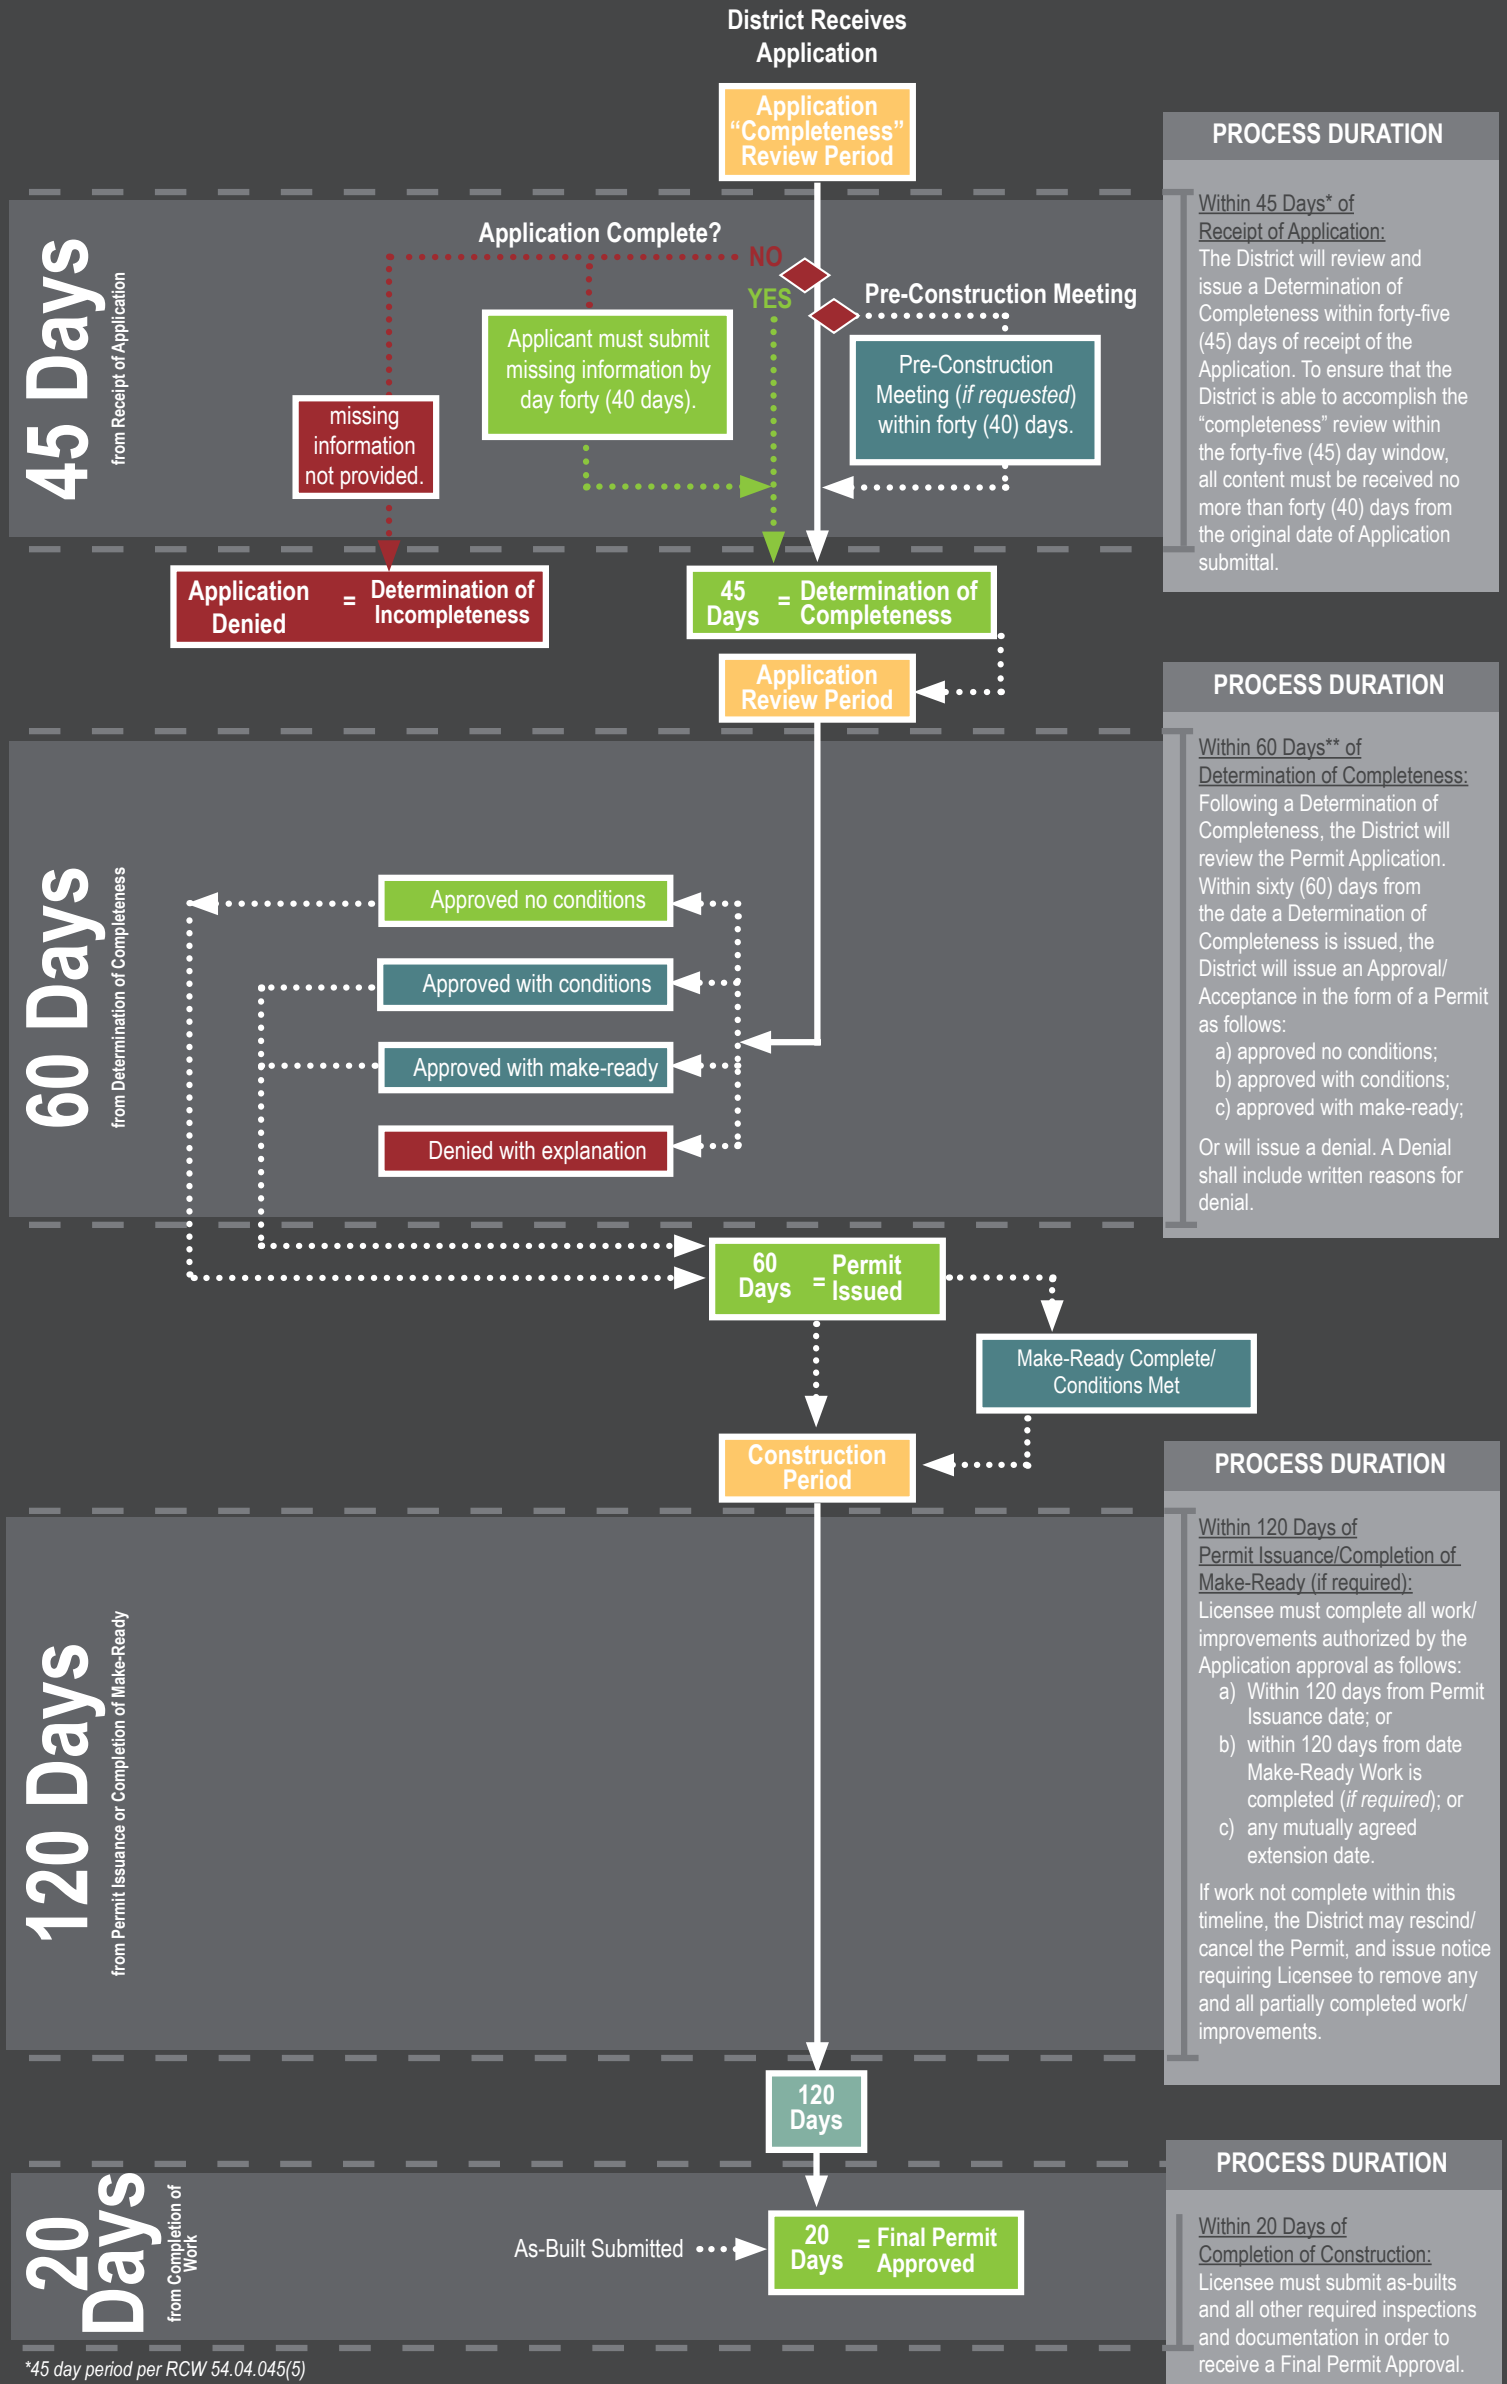 District Receives
Application
Application
“Completeness”
Review Period
PROCESS DURATION
Within 45 Days* of
Receipt of Application:
The District will review and
issue a Determination of
Completeness within forty-five
(45) days of receipt of the
Application. To ensure that the
District is able to accomplish the
“completeness” review within
the forty-five (45) day window,
all content must be received no
more than forty (40) days from
the original date of Application
submittal.
45 Days
from Receipt of Application
Application Complete?
NO
YES
Pre-Construction Meeting
Applicant must submit
missing information by
day forty (40 days).
Pre-Construction
Meeting (if requested)
within forty (40) days.
missing
information
not provided.
Application
Denied
=
Determination of
Incompleteness
45
Days
=
Determination of
Completeness
Application
Review Period
PROCESS DURATION
Within 60 Days** of
Determination of Completeness:
Following a Determination of
Completeness, the District will
review the Permit Application.
Within sixty (60) days from
the date a Determination of
Completeness is issued, the
District will issue an Approval/
Acceptance in the form of a Permit
as follows:
a) approved no conditions;
b) approved with conditions;
c) approved with make-ready;
Or will issue a denial. A Denial
shall include written reasons for
denial.
60 Days
from Determination of Completeness
Approved no conditions
Approved with conditions
Approved with make-ready
Denied with explanation
60
Days
=
Permit
Issued
Make-Ready Complete/
Conditions Met
Construction
Period
PROCESS DURATION
Within 120 Days of
Permit Issuance/Completion of
Make-Ready (if required):
Licensee must complete all work/
improvements authorized by the
Application approval as follows:
a) Within 120 days from Permit
Issuance date; or
b) within 120 days from date
Make-Ready Work is
completed (if required); or
c) any mutually agreed
extension date.
If work not complete within this
timeline, the District may rescind/
cancel the Permit, and issue notice
requiring Licensee to remove any
and all partially completed work/
improvements.
120 Days
from Permit Issuance or Completion of Make-Ready
120
Days
20
Days
from Completion of
Work
As-Built Submitted
20
Days
=
Final Permit
Approved
PROCESS DURATION
Within 20 Days of
Completion of Construction:
Licensee must submit as-builts
and all other required inspections
and documentation in order to
receive a Final Permit Approval.
*45 day period per RCW 54.04.045(5)